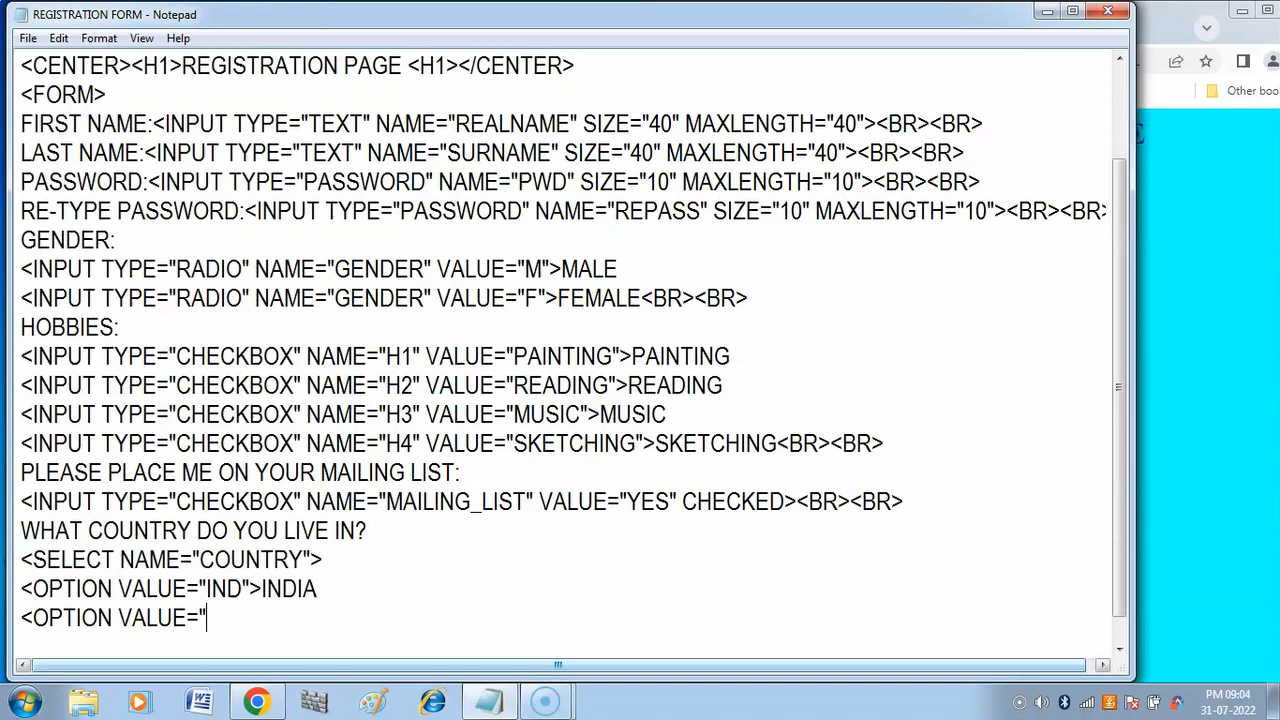 REGISTRATION FORM - Notepad
File Edit Format View Help
<CENTER><H1>REGISTRATION PAGE <H1></CENTER>
<FORM>
FIRST NAME:<INPUT TYPE="TEXT" NAME="REALNAME" SIZE="40" MAXLENGTH="40"><BR><BR>
LAST NAME:<INPUT TYPE="TEXT" NAME="SURNAME" SIZE="40" MAXLENGTH="40"><BR><BR>
PASSWORD:<INPUT TYPE="PASSWORD" NAME="PWD" SIZE="10" MAXLENGTH="10"><BR><BR>
RE-TYPE PASSWORD:<INPUT TYPE="PASSWORD" NAME="REPASS" SIZE="10" MAXLENGTH="10"><BR><BR>
GENDER:
<INPUT TYPE="RADIO" NAME="GENDER" VALUE="M">MALE
<INPUT TYPE="RADIO" NAME="GENDER" VALUE="F">FEMALE<BR><BR>
HOBBIES:
<INPUT TYPE="CHECKBOX" NAME="H1" VALUE="PAINTING">PAINTING
<INPUT TYPE="CHECKBOX" NAME="H2" VALUE="READING">READING
<INPUT TYPE="CHECKBOX" NAME="H3" VALUE="MUSIC">MUSIC
<INPUT TYPE="CHECKBOX" NAME="H4" VALUE="SKETCHING">SKETCHING<BR><BR>
PLEASE PLACE ME ON YOUR MAILING LIST:
<INPUT TYPE="CHECKBOX" NAME="MAILING_LIST" VALUE="YES" CHECKED><BR><BR>
WHAT COUNTRY DO YOU LIVE IN?
<SELECT NAME="COUNTRY">
<OPTION VALUE="IND">INDIA
<OPTION VALUE="
Other boo
E
PM 09:04
31-07-2022